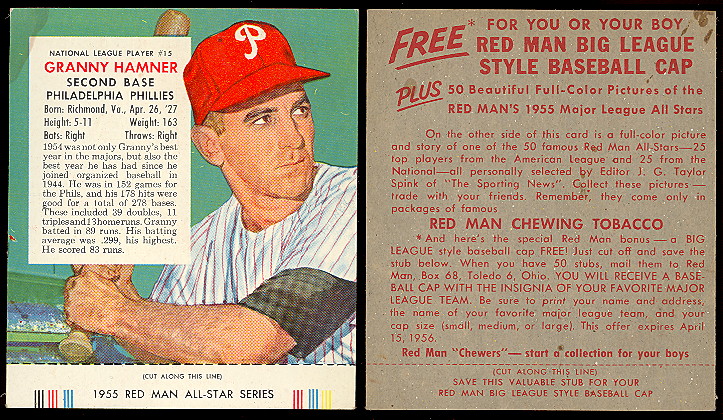 NATIONAL LEAGUE PLAYER #15
GRANNY HAMNER
SECOND BASE
PHILADELPHIA PHILLIES
Born: Richmond, Va., Apr. 26, '27
Height: 5-11 Weight: 163
Bats: Right Throws: Right
1954 was not only Granny's best
year in the majors, but also the
best year he has had since he
joined organized baseball in
1944. He was in 152 games for
the Phils, and his 178 hits were
good for a total of 278 bases.
These included 39 doubles, 11
triples and 13 home runs. Granny
batted in 89 runs. His batting
average was .299, his highest.
He scored 83 runs.
P
(CUT ALONG THIS LINE)
1955 RED MAN ALL-STAR SERIES
FREE* FOR YOU OR YOUR BOY
RED MAN BIG LEAGUE
STYLE BASEBALL CAP
PLUS 50 Beautiful Full-Color Pictures of the
RED MAN'S 1955 Major League All Stars
On the other side of this card is a full-color picture
and story of one of the 50 famous Red Man All-Stars—25
top players from the American League and 25 from the
National—all personally selected by Editor J. G. Taylor
Spink of "The Sporting News". Collect these pictures—
trade with your friends. Remember, they come only in
packages of famous
RED MAN CHEWING TOBACCO
*And here's the special Red Man bonus—a BIG
LEAGUE style baseball cap FREE! Just cut off and save the
stub below. When you have 50 stubs, mail them to Red
Man, Box 68, Toledo 6, Ohio. YOU WILL RECEIVE A BASE-
BALL CAP WITH THE INSIGNIA OF YOUR FAVORITE MAJOR
LEAGUE TEAM. Be sure to print your name and address,
the name of your favorite major league team, and your
cap size (small, medium, or large). This offer expires April
15, 1956.
Red Man "Chewers"— start a collection for your boys
(CUT ALONG THIS LINE)
SAVE THIS VALUABLE STUB FOR YOUR
RED MAN BIG LEAGUE STYLE BASEBALL CAP